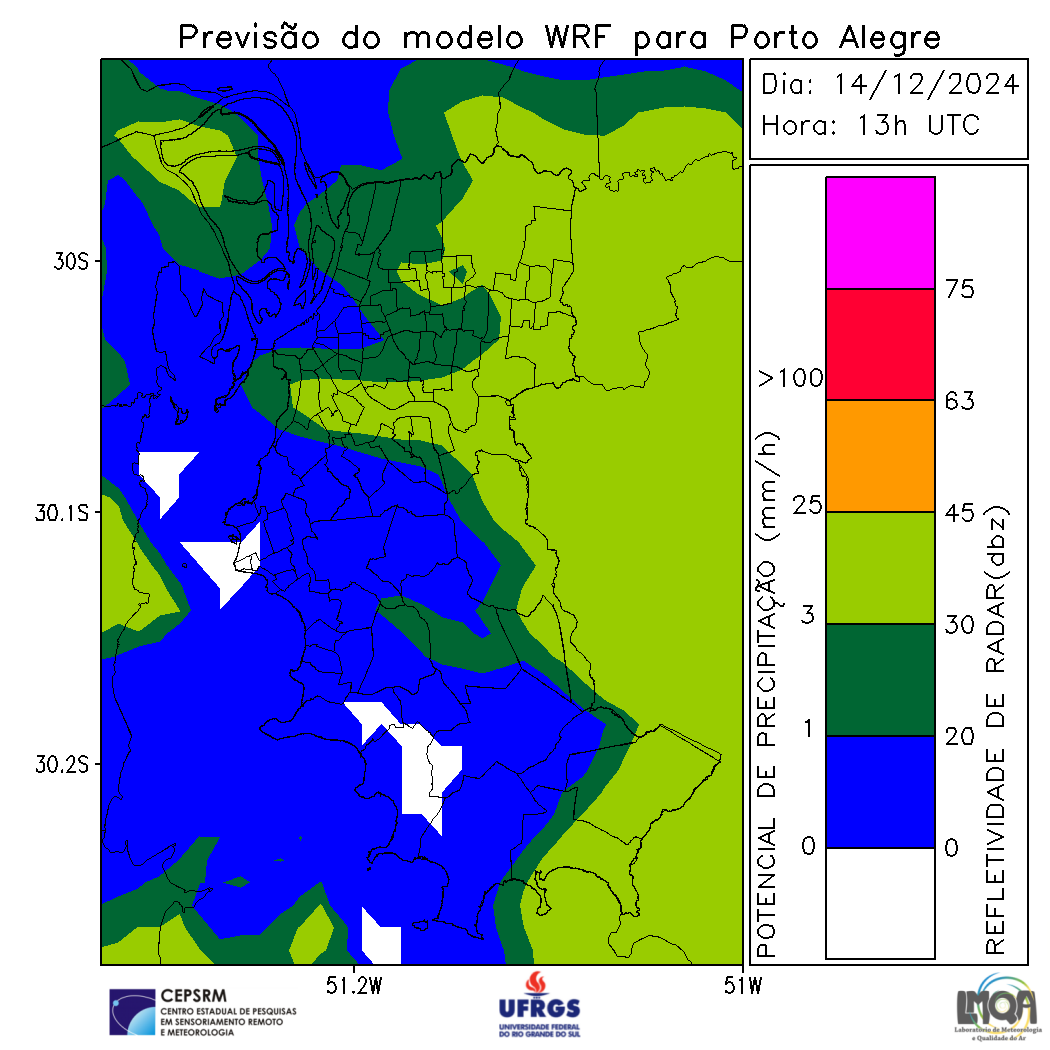 Previsão do modelo WRF para Porto Alegre
Dia: 14/12/2024
Hora: 13h UTC
30S
30.1S
30.2S
51.2W
51W
POTENCIAL DE PRECIPITAÇÃO (mm/h)
>100
25
3
1
0
75
63
45
30
20
0
REFLETIVIDADE DE RADAR(dbz)
CEPSRM
CENTRO ESTADUAL DE PESQUISAS
EM SENSORIAMENTO REMOTO
E METEOROLOGIA
UFRGS
UNIVERSIDADE FEDERAL
DO RIO GRANDE DO SUL
LMQA
Laboratório de Meteorologia
e Qualidade do Ar